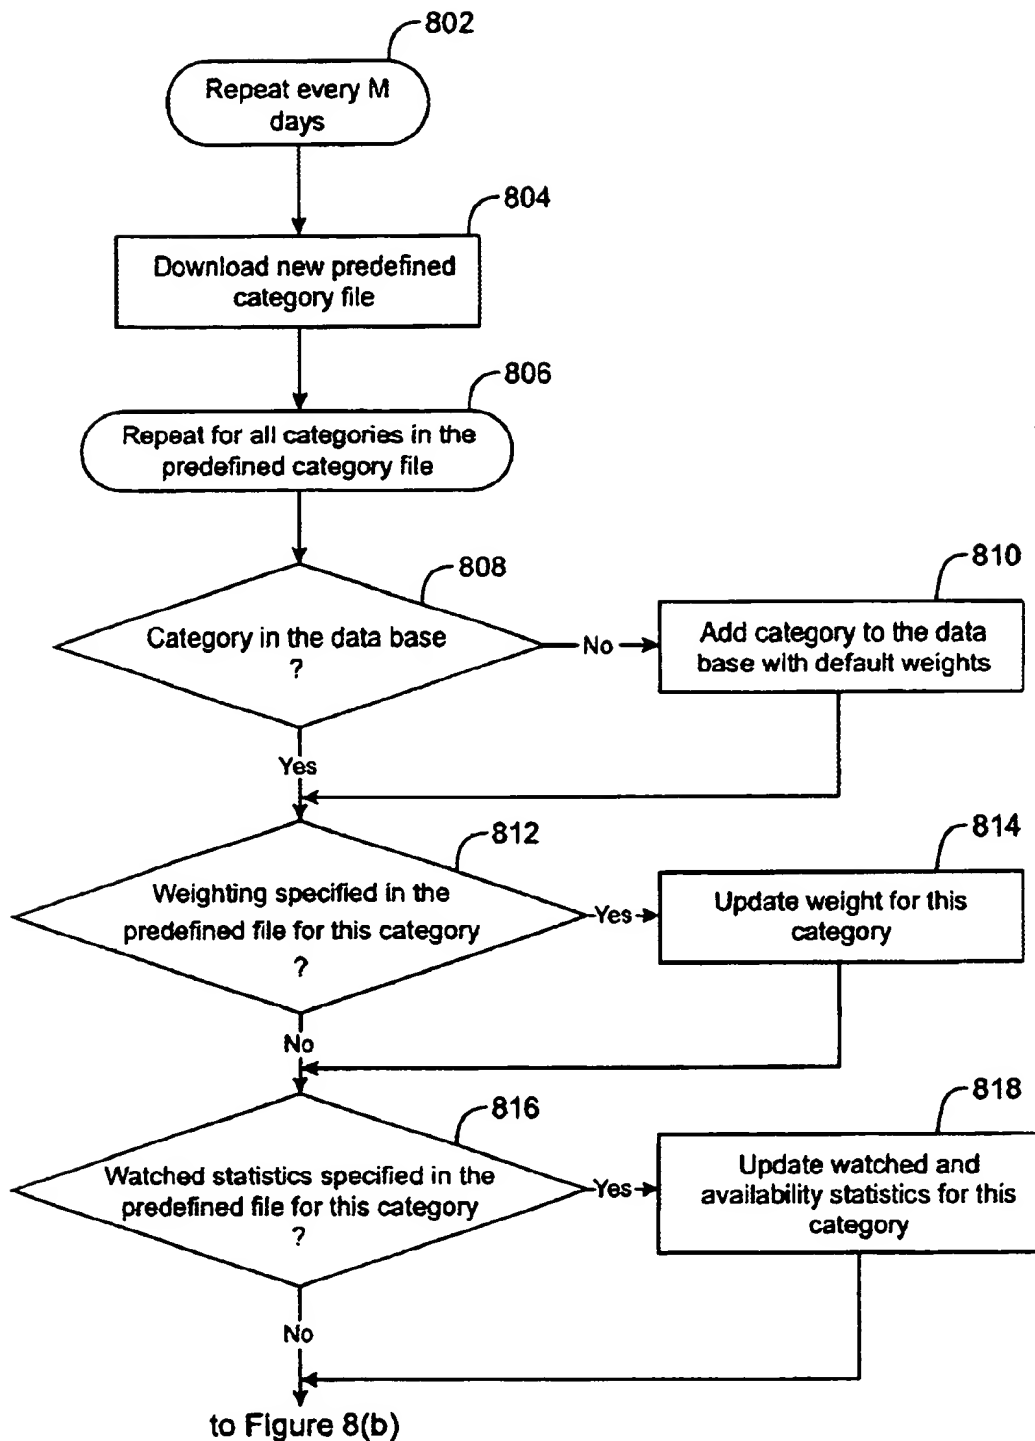 802
Repeat every M
days
804
Download new predefined
category file
806
Repeat for all categories in the
predefined category file
808
Category in the data base
?
No
810
Add category to the data
base with default weights
Yes
812
Weighting specified in the
predefined file for this category
?
Yes
814
Update weight for this
category
No
816
Watched statistics specified in the
predefined file for this category
?
Yes
818
Update watched and
availability statistics for this
category
No
to Figure 8(b)